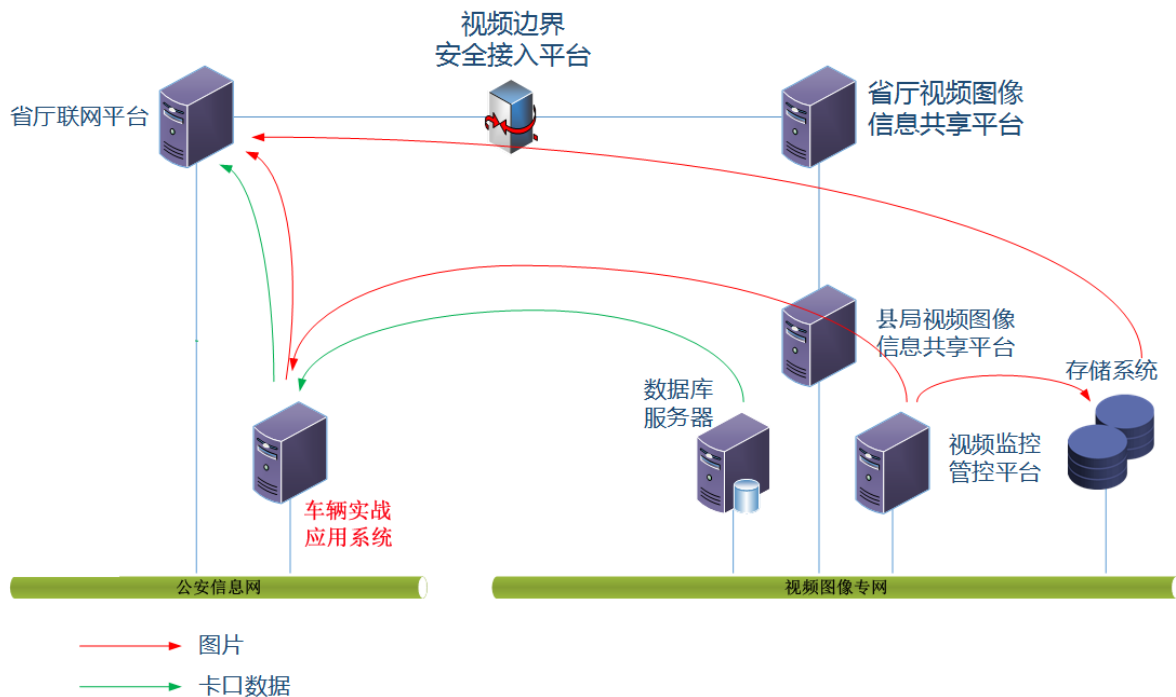 视频边界
安全接入平台
省厅联网平台
省厅视频图像
信息共享平台
县局视频图像
信息共享平台
存储系统
数据库
服务器
视频监控
管控平台
车辆实战
应用系统
公安信息网
视频图像专网
图片
卡口数据